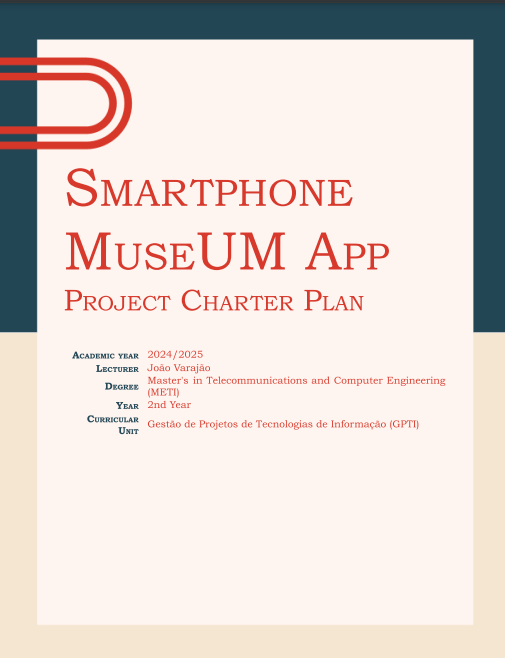 Smartphone
MuseUM App
Project Charter Plan
Academic year 2024/2025
Lecturer João Varajão
Degree Master's in Telecommunications and Computer Engineering
(METI)
Year 2nd Year
Curricular
Unit Gestão de Projetos de Tecnologias de Informação (GPTI)